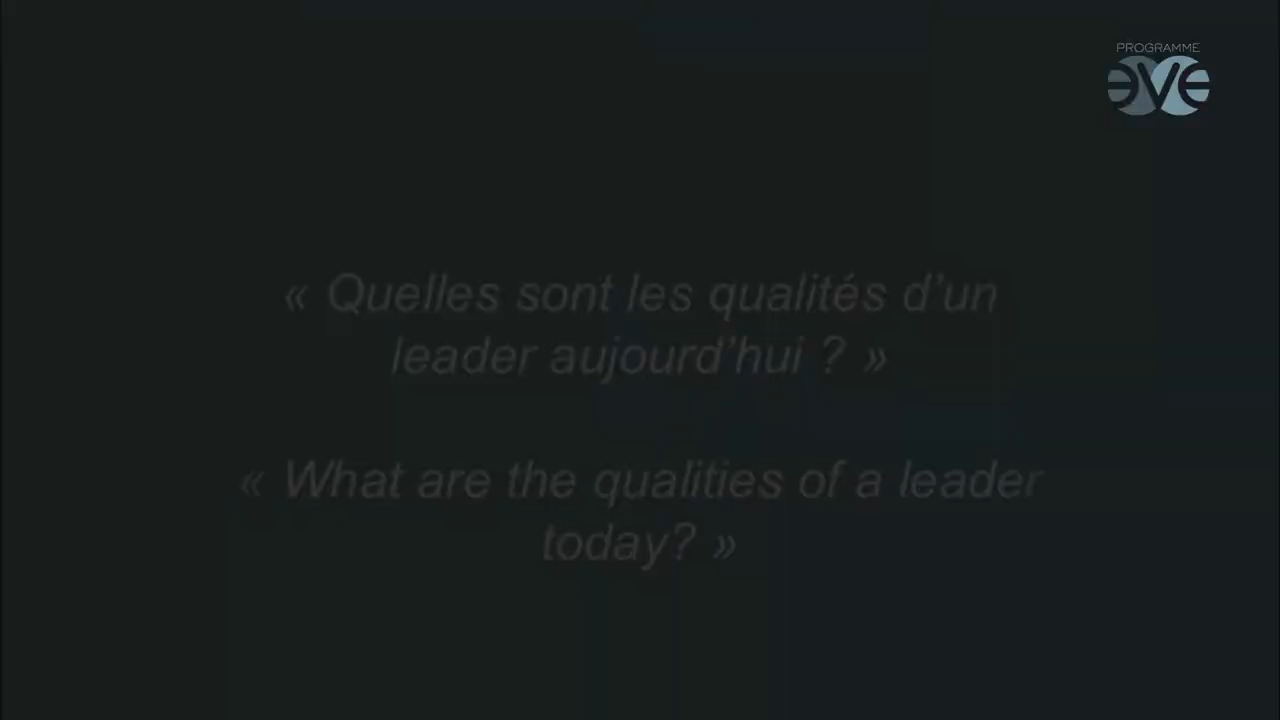 PROGRAMME
eve
« Quelles sont les qualités d’un
leader aujourd’hui ? »
« What are the qualities of a leader
today? »